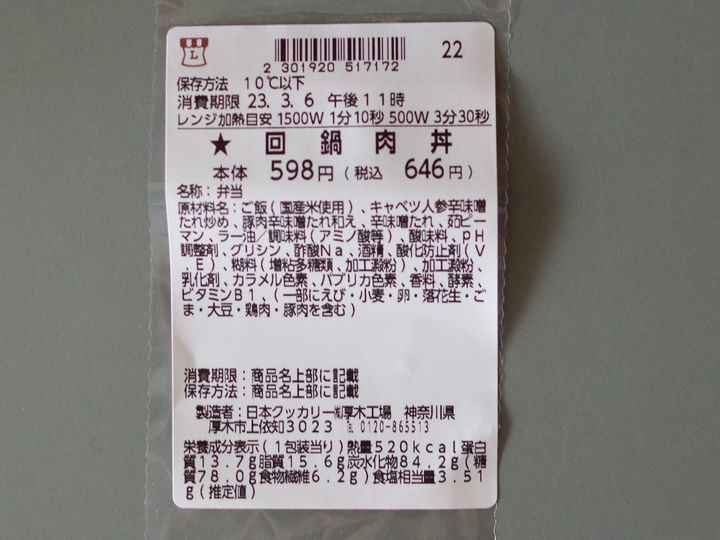 L
22
2 301920 517172
保存方法 10℃以下
消費期限 23.3.6 午後11時
レンジ加熱目安 1500W 1分10秒 500W 3分30秒
★ 回鍋肉丼
本体 598円(税込 646円)
名称:弁当
原材料名:ご飯(国産米使用)、キャベツ人参辛味噌
たれ炒め、豚肉辛味噌たれ和え、辛味噌たれ、茹ピー
マン、ラー油/調味料(アミノ酸等)、酸味料、pH
調整剤、グリシン、酢酸Na、酒精、酸化防止剤(V.
E)、糊料(増粘多糖類、加工澱粉)、加工澱粉、
乳化剤、カラメル色素、パプリカ色素、香料、酵素、
ビタミンB1、(一部にえび・小麦・卵・落花生・ご
ま・大豆・鶏肉・豚肉を含む)
消費期限:商品名上部に記載
保存方法:商品名上部に記載
製造者:日本クッカリー㈱厚木工場 神奈川県
厚木市上依知3023 ℡ 0120-865513
栄養成分表示(1包装当り)熱量520kcal蛋白
質13.7g脂質15.6g炭水化物84.2g(糖
質78.0g食物繊維6.2g)食塩相当量3.51
g(推定値)